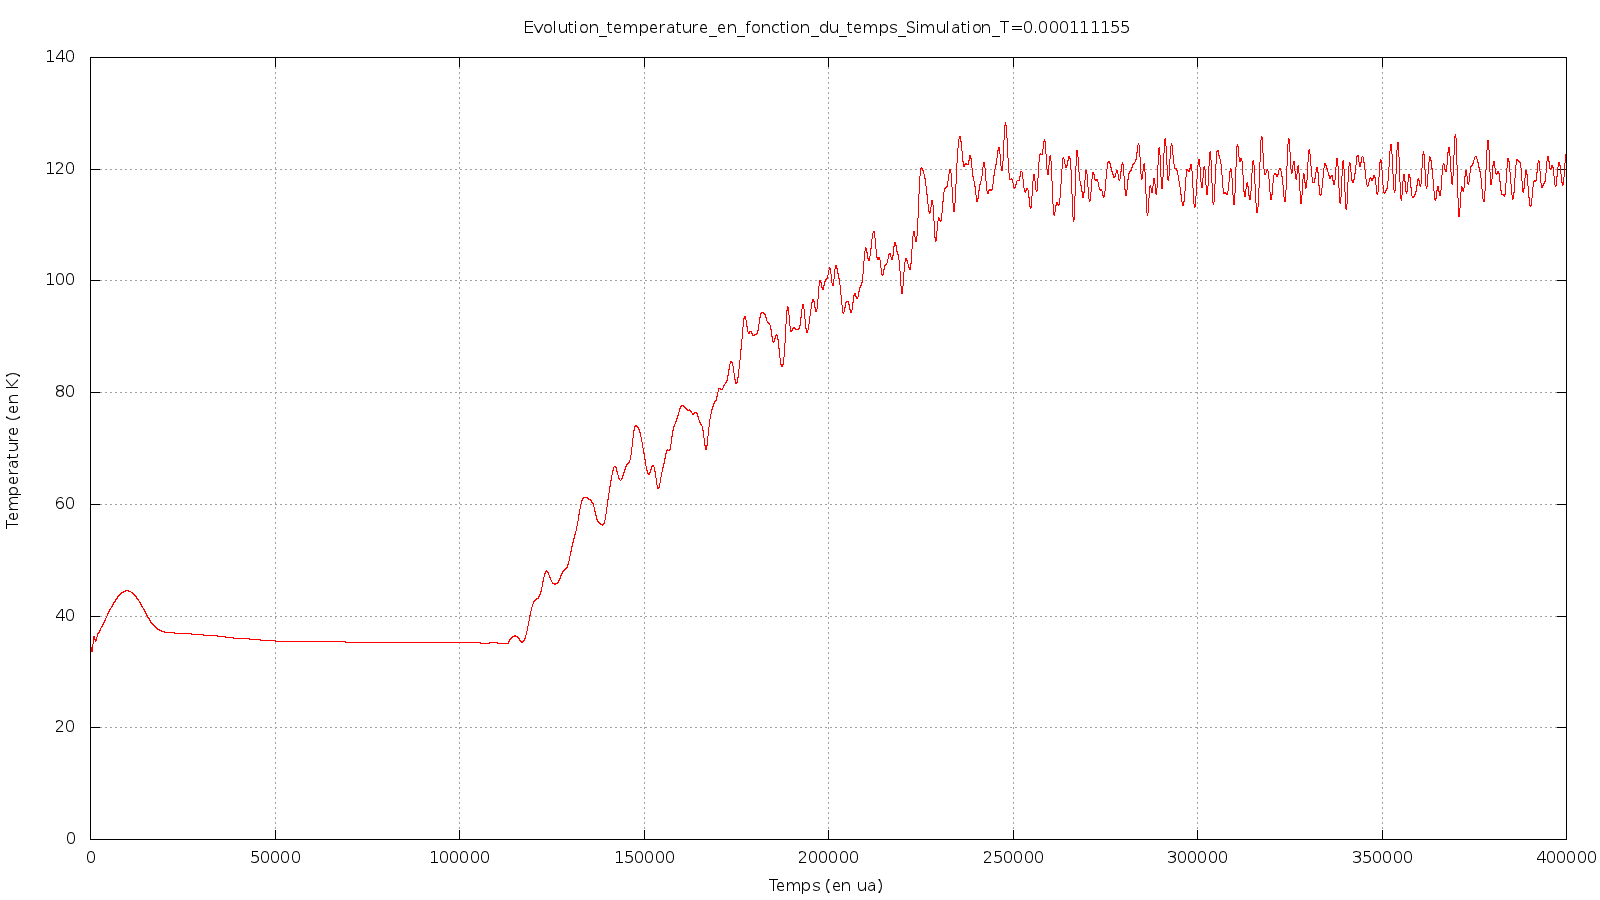 Evolution_temperature_en_fonction_du_temps_Simulation_T=0.000111155
140
120
100
80
60
40
20
0
Temperature (en K)
0 50000 100000 150000 200000 250000 300000 350000 400000
Temps (en ua)